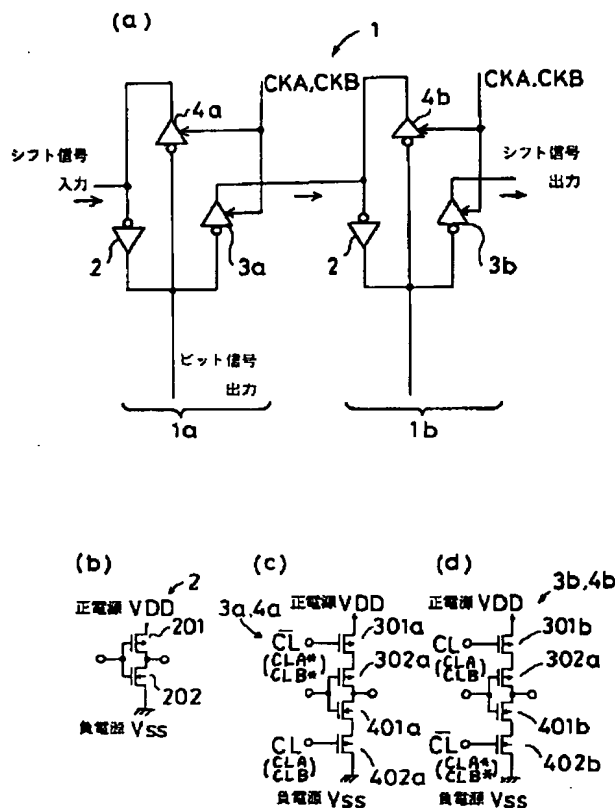 (a)
1
CKA,CKB
CKA,CKB
4a
4b
シフト信号
入力
シフト信号
出力
2
3a
2
3b
ビット信号
出力
1a
1b
(b)
2
正電源 VDD
201
202
負電源 VSS
(c)
3a,4a
正電源 VDD
C̅L̅
(CLA*
CLB*)
301a
302a
401a
CL
(CLA
CLB)
402a
負電源 VSS
(d)
3b,4b
正電源 VDD
CL
(CLA
CLB)
301b
302a
401b
C̅L̅
(CLA*
CLB*)
402b
負電源 VSS